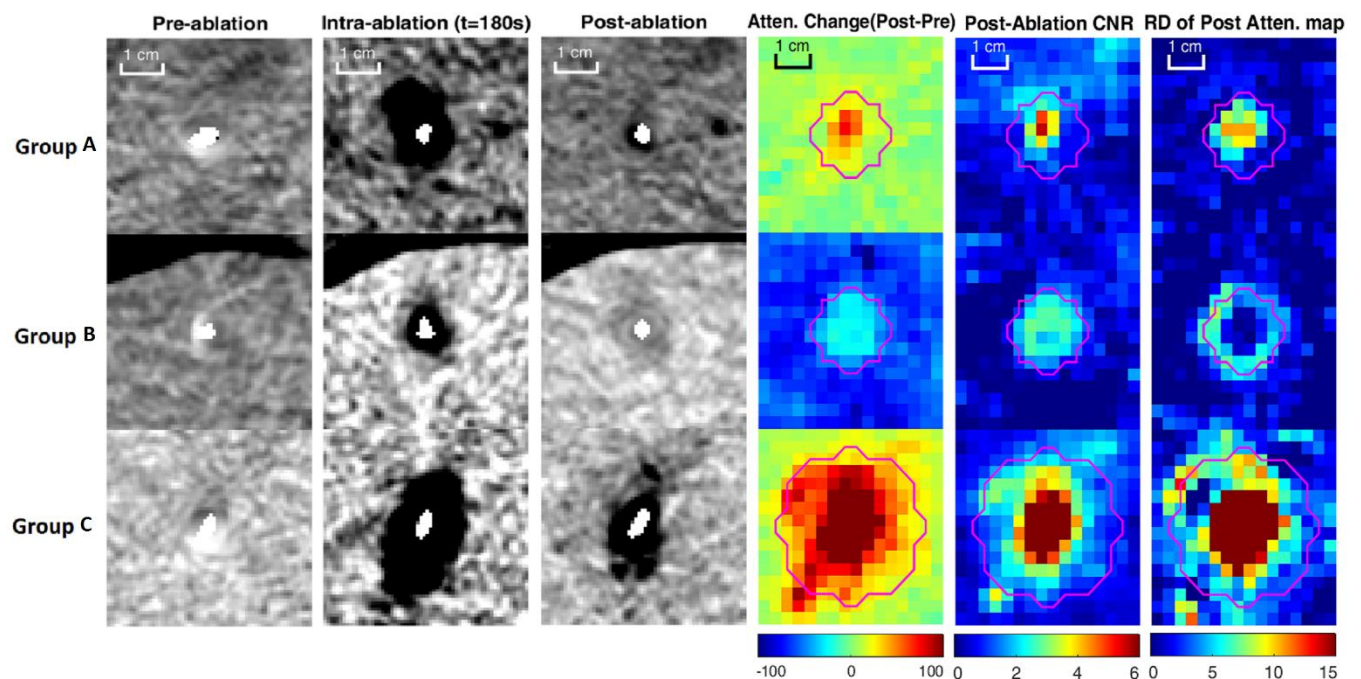 Pre-ablation Intra-ablation (t=180s) Post-ablation Atten. Change(Post-Pre) Post-Ablation CNR RD of Post Atten. map
1 cm 1 cm 1 cm 1 cm 1 cm 1 cm
Group A
Group B
Group C
-100 0 100 0 2 4 6 0 5 10 15